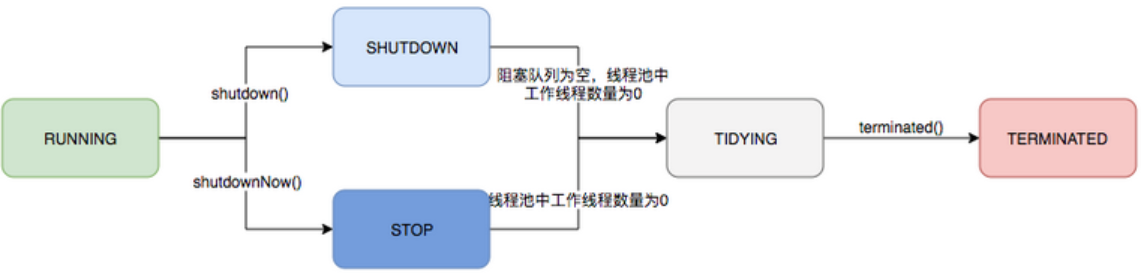 SHUTDOWN
阻塞队列为空，线程池中
工作线程数量为0
shutdown()
RUNNING
TIDYING
terminated()
TERMINATED
shutdownNow()
线程池中工作线程数量为0
STOP